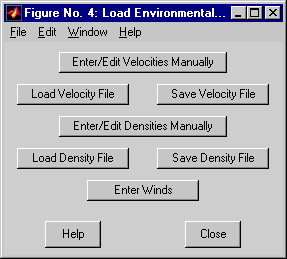 Figure No. 4: Load Environmental...
File Edit Window Help
Enter/Edit Velocities Manually
Load Velocity File Save Velocity File
Enter/Edit Densities Manually
Load Density File Save Density File
Enter Winds
Help Close